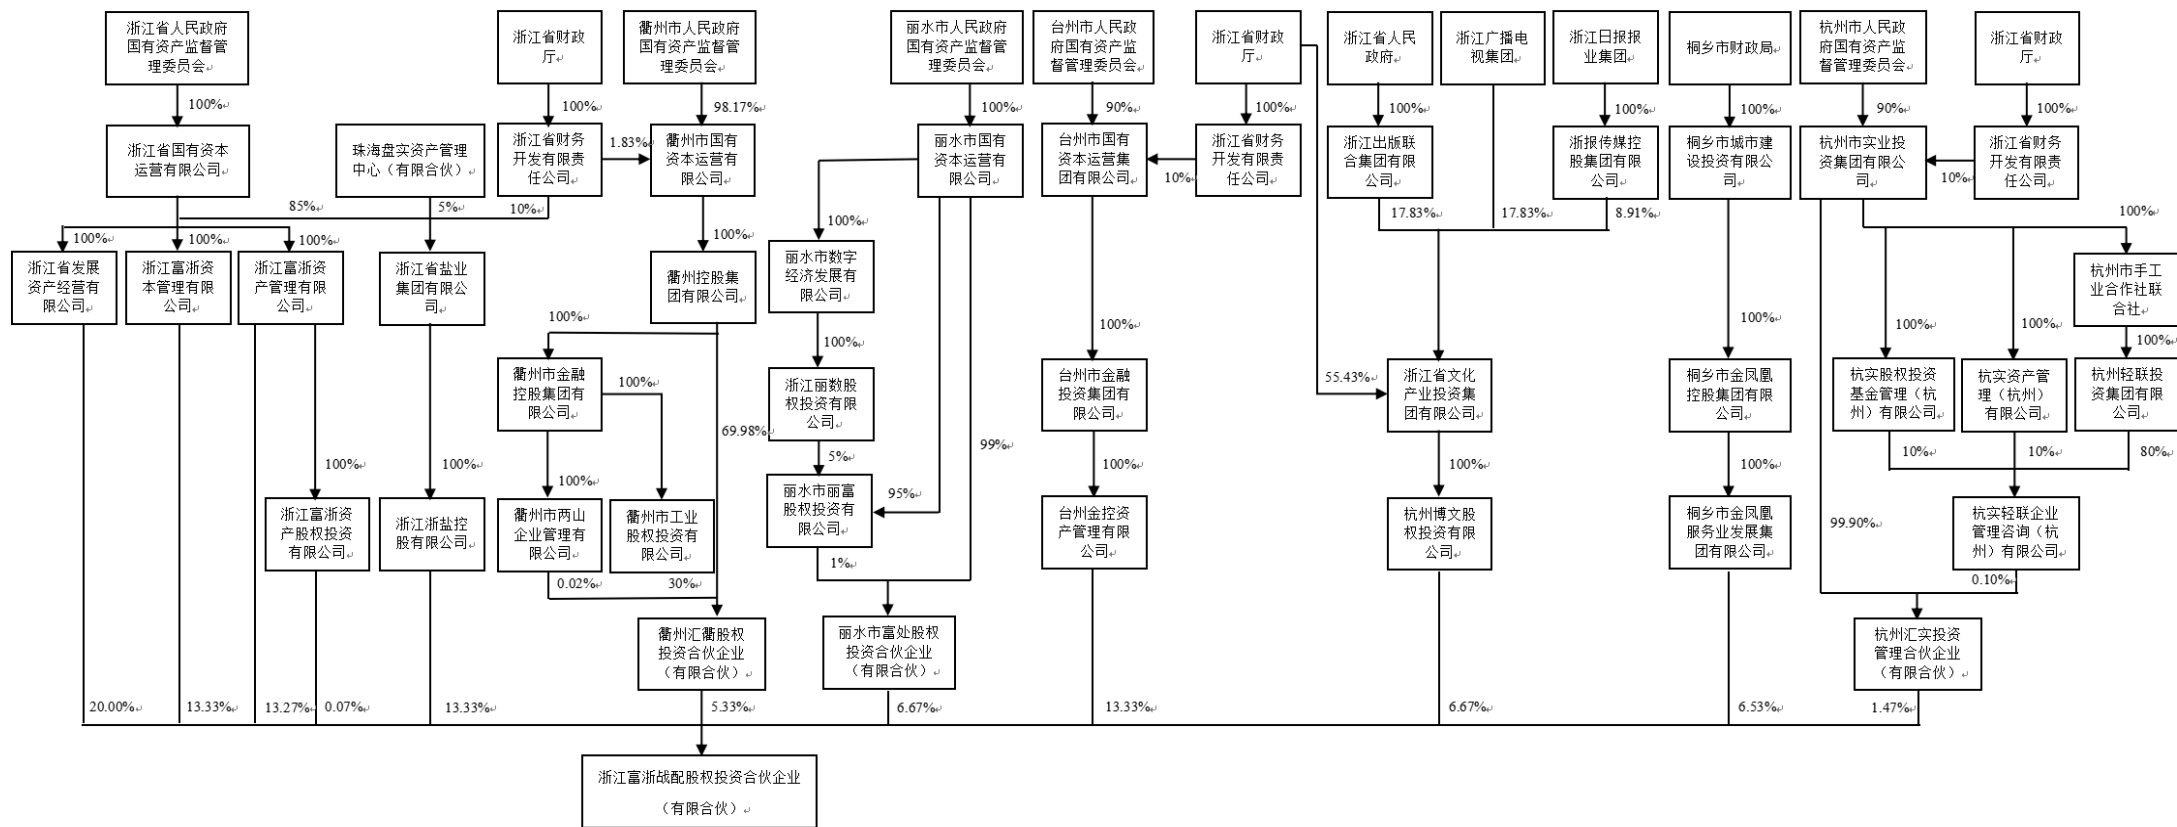 浙江省人民政府
国有资产监督管
理委员会
浙江省财政
厅
衢州市人民政府
国有资产监督管
理委员会
丽水市人民政府
国有资产监督管
理委员会
台州市人民政
府国有资产监
督管理委员会
浙江省财政
厅
浙江省人民
政府
浙江广播电
视集团
浙江日报报
业集团
桐乡市财政局
杭州市人民政
府国有资产监
督管理委员会
浙江省财政
厅
100%
100%
98.17%
100%
90%
100%
100%
100%
100%
90%
100%
浙江省国有资本
运营有限公司
珠海盘实资产管理
中心（有限合伙）
浙江省财务
开发有限责
任公司
1.83%
衢州市国有
资本运营有
限公司
丽水市国有
资本运营有
限公司
台州市国有
资本运营集
团有限公司
10%
浙江省财务
开发有限责
任公司
浙江出版联
合集团有限
公司
浙报传媒控
股集团有限
公司
桐乡市城市建
设投资有限公
司
杭州市实业投
资集团有限公
司
10%
浙江省财务
开发有限责
任公司
85%
5%
10%
17.83%
17.83%
8.91%
100%
100%
100%
100%
100%
100%
浙江省发展
资产经营有
限公司
浙江富浙资
本管理有限
公司
浙江富浙资
产管理有限
公司
浙江省盐业
集团有限公
司
衢州控股集
团有限公司
丽水市数字
经济发展有
限公司
杭州市手工
业合作社联
合社
100%
100%
100%
100%
100%
100%
100%
衢州市金融
控股集团有
限公司
100%
浙江丽数股
权投资有限
公司
台州市金融
投资集团有
限公司
55.43%
浙江省文化
产业投资集
团有限公司
桐乡市金凤凰
控股集团有限
公司
杭实股权投资
基金管理（杭
州）有限公司
杭实资产管
理（杭州）
有限公司
杭州轻联投
资集团有限
公司
69.98%
99%
100%
100%
5%
100%
100%
100%
10%
10%
80%
100%
95%
浙江富浙资
产股权投资
有限公司
浙江浙盐控
股有限公司
衢州市两山
企业管理有
限公司
衢州市工业
股权投资有
限公司
丽水市丽富
股权投资有
限公司
台州金控资
产管理有限
公司
杭州博文股
权投资有限
公司
桐乡市金凤凰
服务业发展集
团有限公司
99.90%
杭实轻联企业
管理咨询（杭
州）有限公司
0.02%
30%
1%
0.10%
衢州汇衢股权
投资合伙企业
（有限合伙）
丽水市富处股权
投资合伙企业
（有限合伙）
杭州汇实投资
管理合伙企业
（有限合伙）
20.00%
13.33%
13.27%
0.07%
13.33%
5.33%
6.67%
13.33%
6.67%
6.53%
1.47%
浙江富浙战配股权投资合伙企业
（有限合伙）